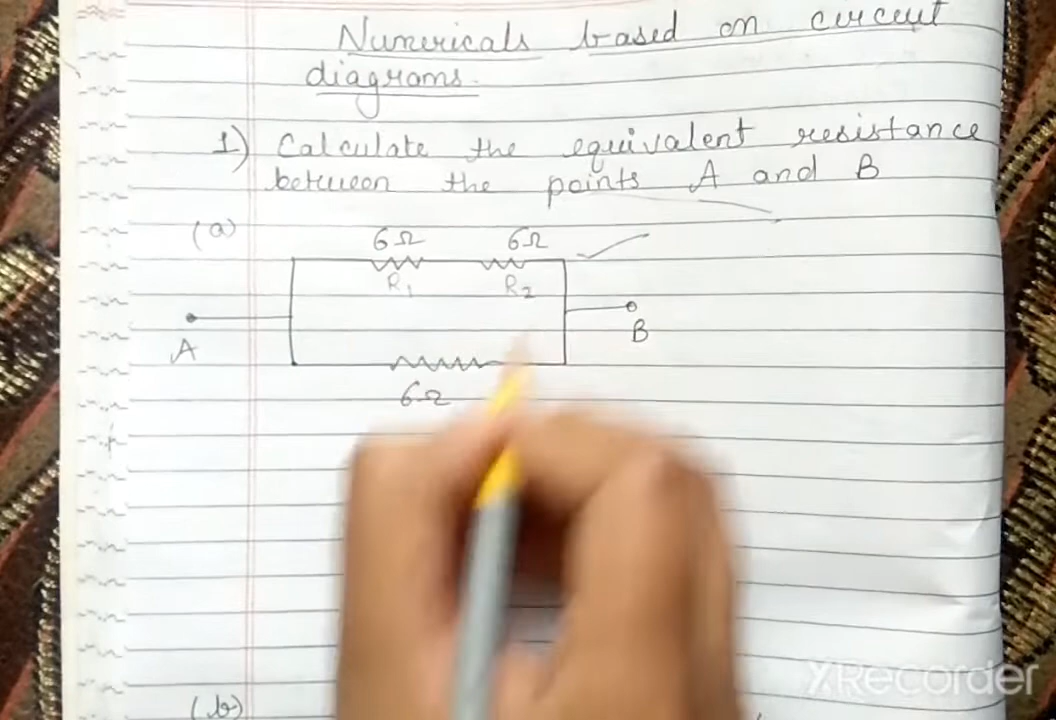 Numericals based on circuit
diagrams.
1) Calculate the equivalent resistance
between the points A and B
(a)
6Ω 6Ω
R₁ R₂
A B
6Ω
(b)
XRecorder